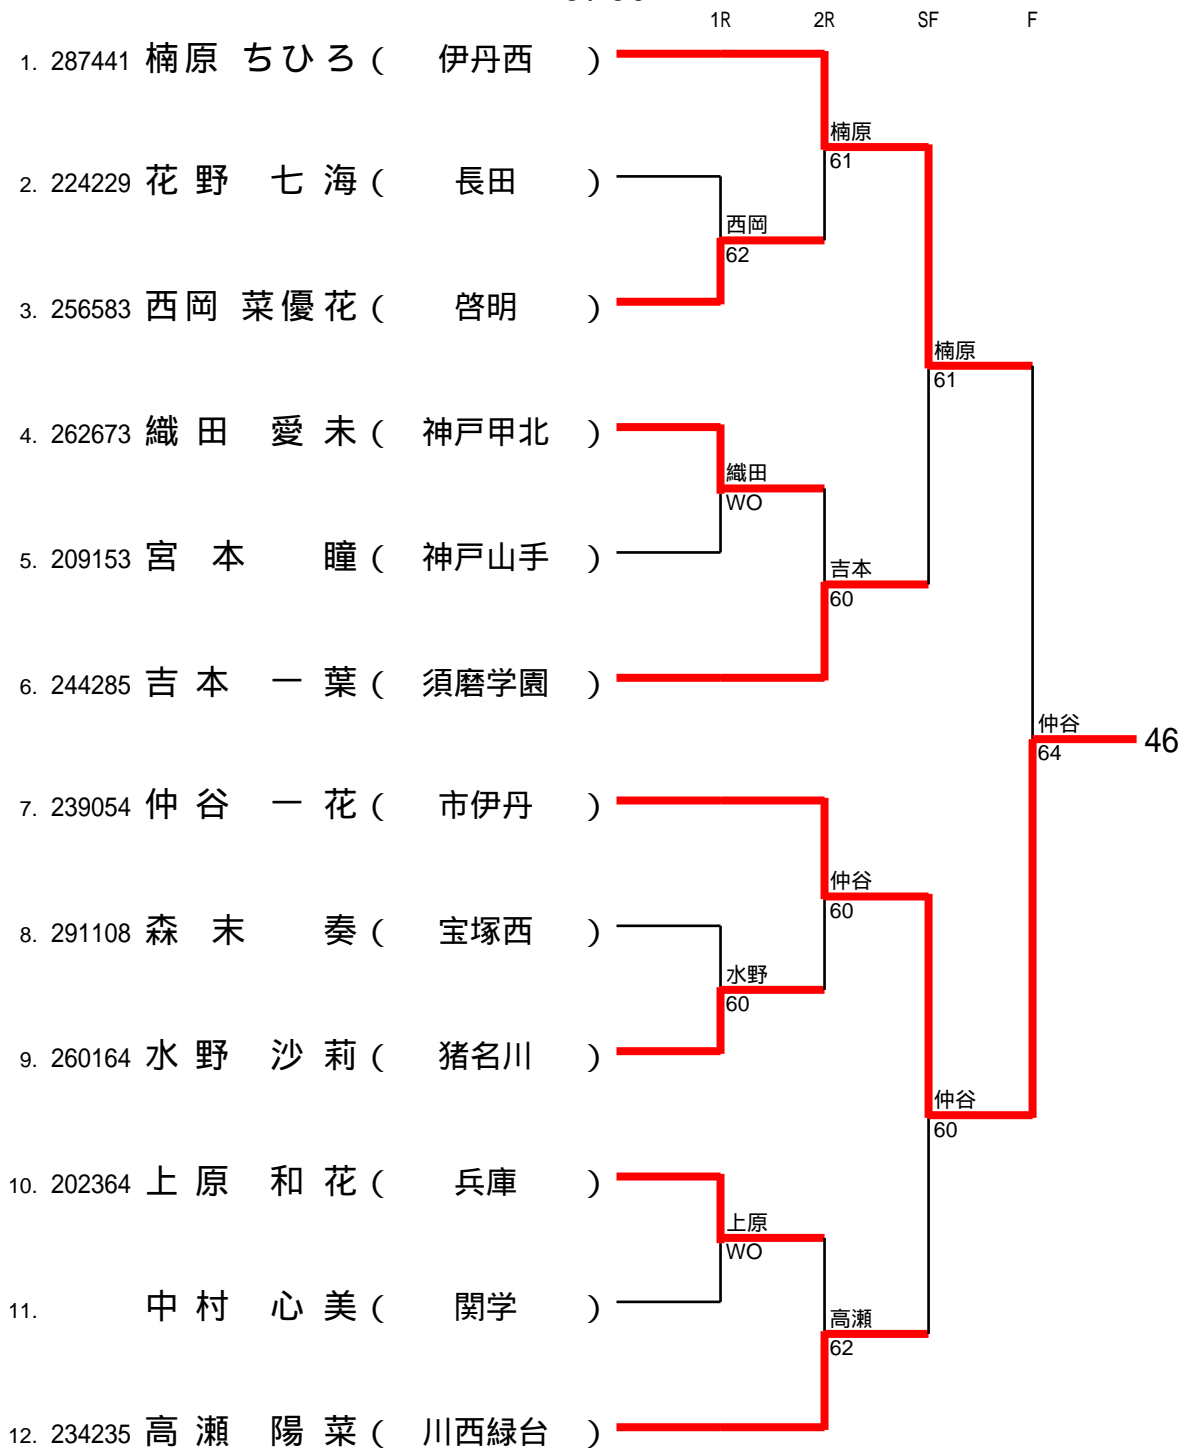 1R 2R SF F
1. 287441 楠原 ちひろ ( 伊丹西 )
楠原
61
2. 224229 花野 七海 ( 長田 )
西岡
62
3. 256583 西岡 菜優花 ( 啓明 )
楠原
61
4. 262673 織田 愛未 ( 神戸甲北 )
織田
WO
5. 209153 宮本 瞳 ( 神戸山手 )
吉本
60
6. 244285 吉本 一葉 ( 須磨学園 )
仲谷
64
46
7. 239054 仲谷 一花 ( 市伊丹 )
仲谷
60
8. 291108 森末 奏 ( 宝塚西 )
水野
60
9. 260164 水野 沙莉 ( 猪名川 )
仲谷
60
10. 202364 上原 和花 ( 兵庫 )
上原
WO
11. 中村 心美 ( 関学 )
高瀬
62
12. 234235 高瀬 陽菜 ( 川西緑台 )